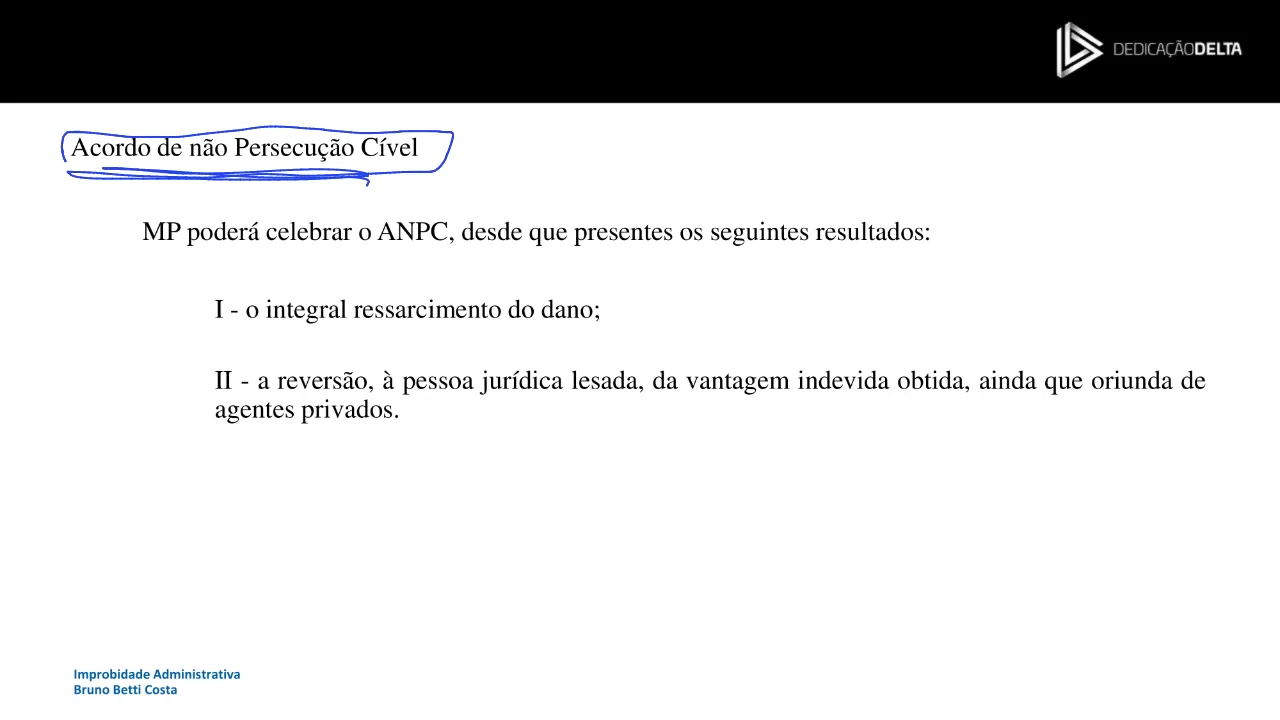 DEDICAÇÃODELTA
Acordo de não Persecução Cível
MP poderá celebrar o ANPC, desde que presentes os seguintes resultados:
I - o integral ressarcimento do dano;
II - a reversão, à pessoa jurídica lesada, da vantagem indevida obtida, ainda que oriunda de
agentes privados.
Improbidade Administrativa
Bruno Betti Costa